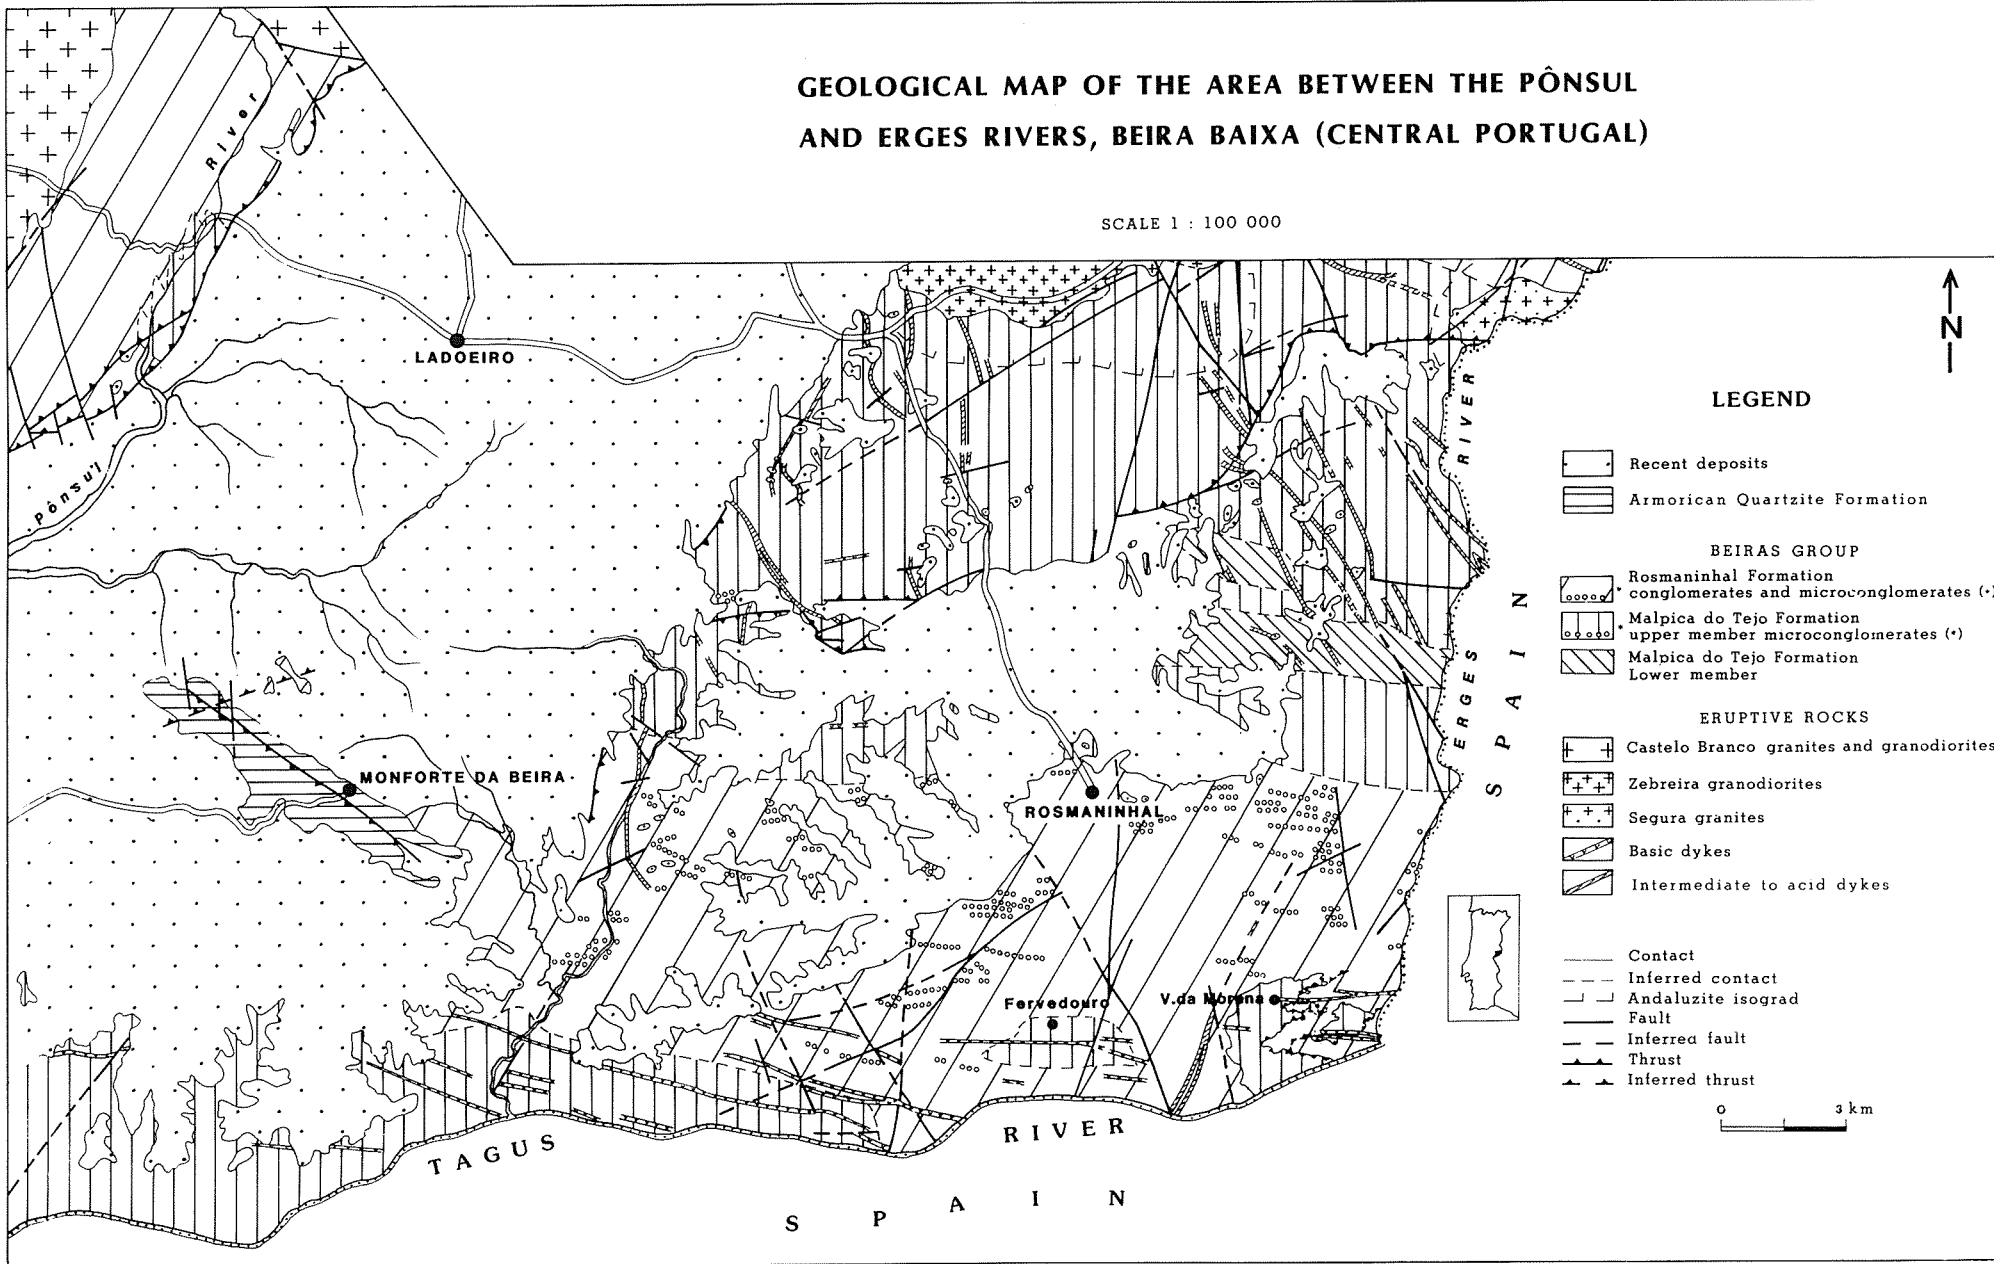 GEOLOGICAL MAP OF THE AREA BETWEEN THE PÔNSUL
AND ERGES RIVERS, BEIRA BAIXA (CENTRAL PORTUGAL)
SCALE 1 : 100 000
River
N
LADOEIRO
Pônsul
RIVER
ERGES
SPAIN
MONFORTE DA BEIRA
ROSMANINHAL
Fervedouro
V. da Morena
TAGUS
RIVER
SPAIN
LEGEND
Recent deposits
Armorican Quartzite Formation
BEIRAS GROUP
Rosmaninhal Formation
conglomerates and microconglomerates (*)
Malpica do Tejo Formation
upper member microconglomerates (*)
Malpica do Tejo Formation
Lower member
ERUPTIVE ROCKS
Castelo Branco granites and granodiorites
Zebreira granodiorites
Segura granites
Basic dykes
Intermediate to acid dykes
Contact
Inferred contact
Andaluzite isograd
Fault
Inferred fault
Thrust
Inferred thrust
0 3 km